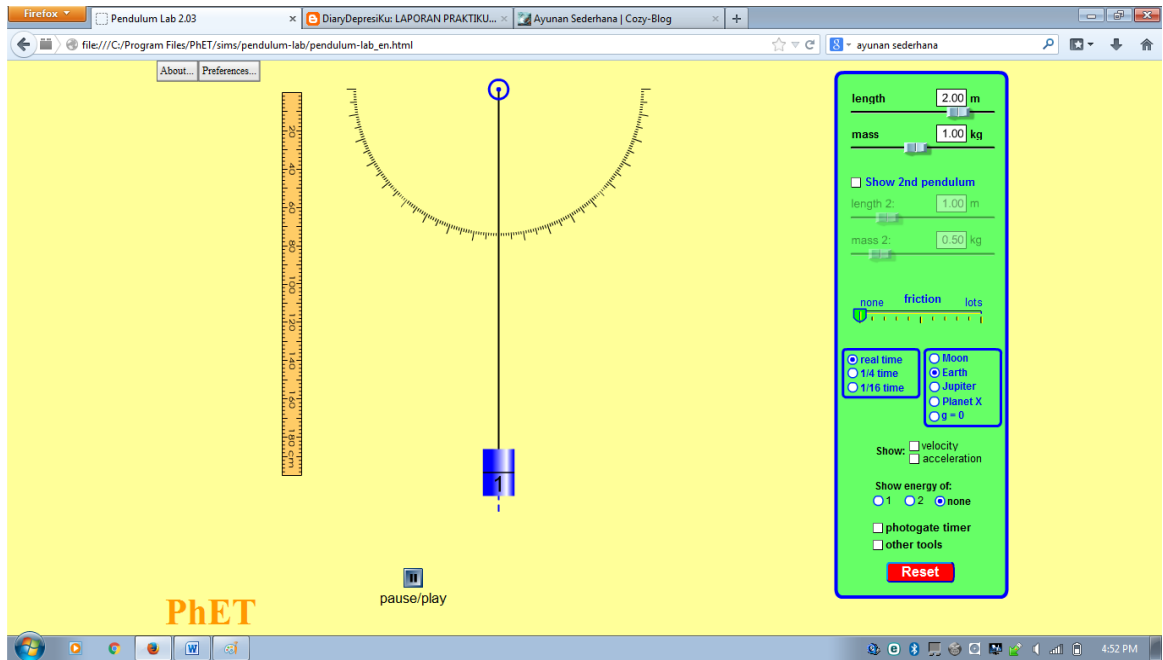 Firefox
Pendulum Lab 2.03
DiaryDepresiKu: LAPORAN PRAKTIKU...
Ayunan Sederhana | Cozy-Blog
file:///C:/Program Files/PhET/sims/pendulum-lab/pendulum-lab_en.html
ayunan sederhana
About... Preferences...
20
40
60
80
100
120
140
160
180 cm
1
pause/play
PhET
length 2.00 m
mass 1.00 kg
Show 2nd pendulum
length 2: 1.00 m
mass 2: 0.50 kg
none friction lots
real time
1/4 time
1/16 time
Moon
Earth
Jupiter
Planet X
g = 0
Show: velocity
acceleration
Show energy of:
1 2 none
photogate timer
other tools
Reset
4:52 PM